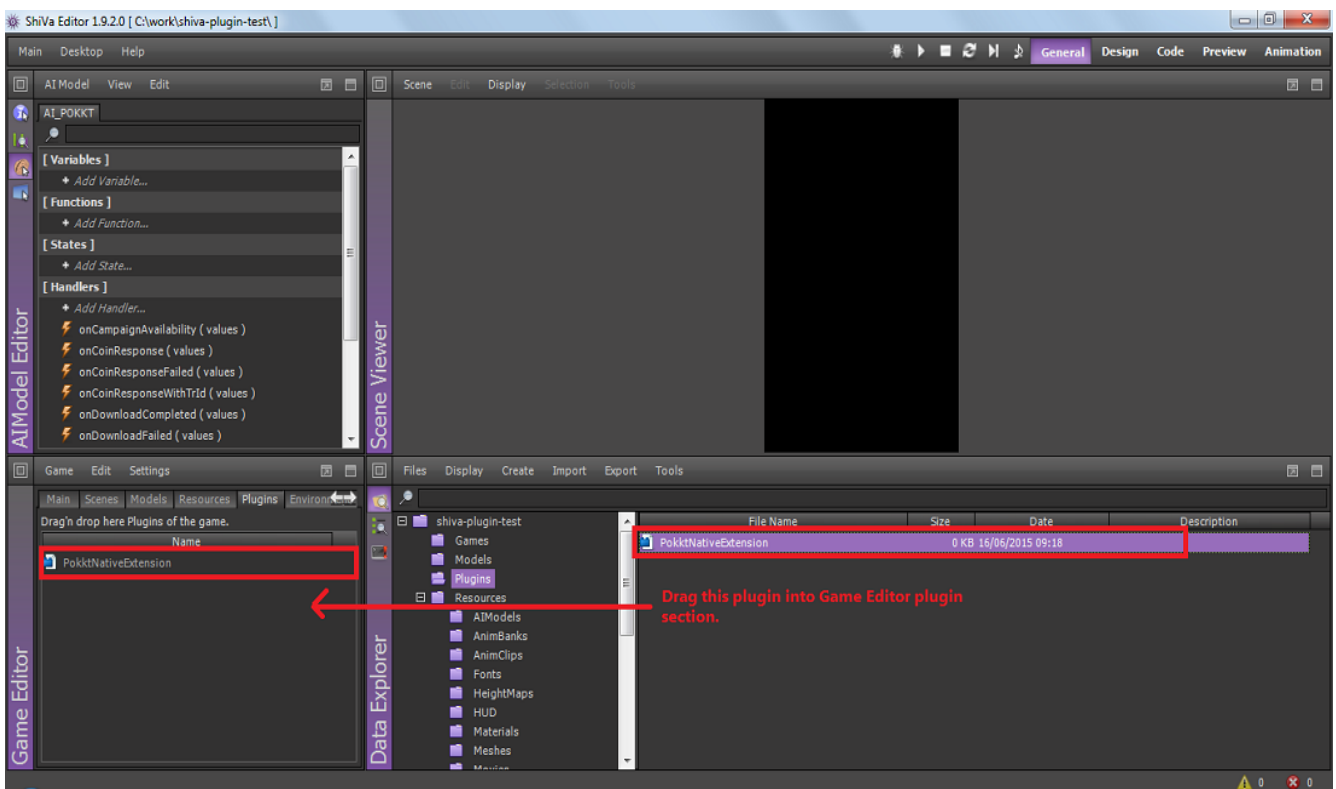 ShiVa Editor 1.9.2.0 [ C:\work\shiva-plugin-test\ ]
Main Desktop Help
General Design Code Preview Animation
AIModel View Edit
Scene Edit Display Selection Tools
AI_POKKT
[ Variables ]
Add Variable...
[ Functions ]
Add Function...
[ States ]
Add State...
[ Handlers ]
Add Handler...
onCampaignAvailability ( values )
onCoinResponse ( values )
onCoinResponseFailed ( values )
onCoinResponseWithTrId ( values )
onDownloadCompleted ( values )
onDownloadFailed ( values )
AIModel Editor
Scene Viewer
Game Edit Settings
Main Scenes Models Resources Plugins
Drag'n drop here Plugins of the game.
Name
PokktNativeExtension
Game Editor
Files Display Create Import Export Tools
shiva-plugin-test
Games
Models
Plugins
Resources
AIModels
AnimBanks
AnimClips
Fonts
HeightMaps
HUD
Materials
Meshes
Movies
Data Explorer
File Name Size Date Description
PokktNativeExtension 0 KB 16/06/2015 09:18
Drag this plugin into Game Editor plugin
section.
0 0